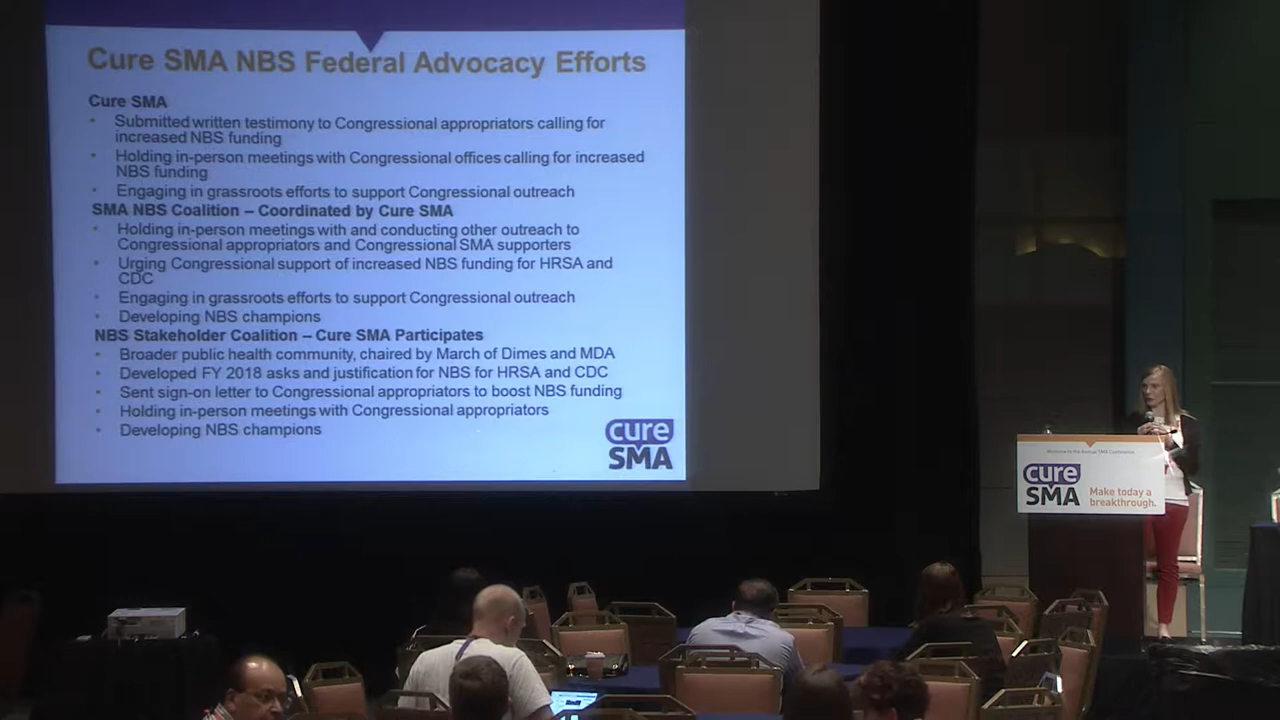 Cure SMA NBS Federal Advocacy Efforts
Cure SMA
• Submitted written testimony to Congressional appropriators calling for
increased NBS funding
• Holding in-person meetings with Congressional offices calling for increased
NBS funding
• Engaging in grassroots efforts to support Congressional outreach
SMA NBS Coalition – Coordinated by Cure SMA
• Holding in-person meetings with and conducting other outreach to
Congressional appropriators and Congressional SMA supporters
• Urging Congressional support of increased NBS funding for HRSA and
CDC
• Engaging in grassroots efforts to support Congressional outreach
• Developing NBS champions
NBS Stakeholder Coalition – Cure SMA Participates
• Broader public health community, chaired by March of Dimes and MDA
• Developed FY 2018 asks and justification for NBS for HRSA and CDC
• Sent sign-on letter to Congressional appropriators to boost NBS funding
• Holding in-person meetings with Congressional appropriators
• Developing NBS champions
cure
SMA
Welcome to the Annual SMA Conference
cure
SMA
Make today a
breakthrough.